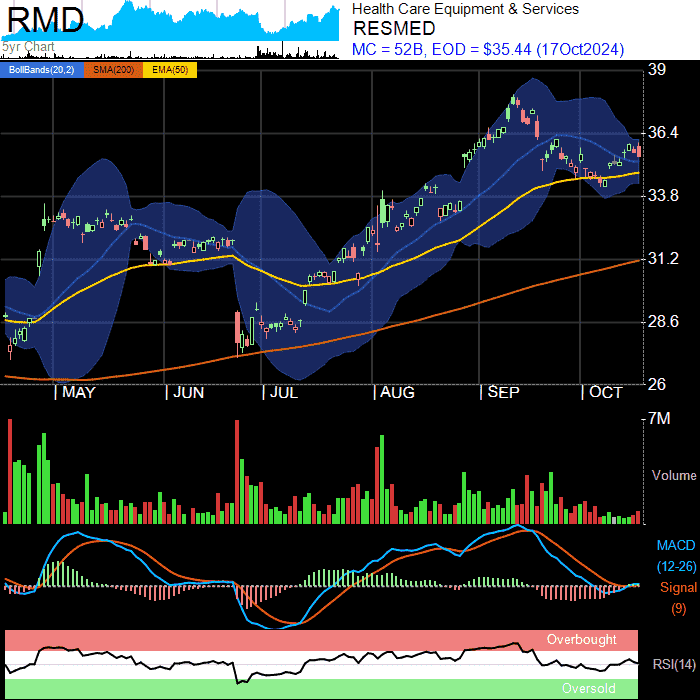 RMD
5yr Chart
Health Care Equipment & Services
RESMED
MC = 52B, EOD = $35.44 (17Oct2024)
BollBands(20,2) SMA(200) EMA(50)
39
36.4
33.8
31.2
28.6
26
MAY JUN JUL AUG SEP OCT
7M
Volume
MACD
(12-26)
Signal
(9)
Overbought
RSI(14)
Oversold